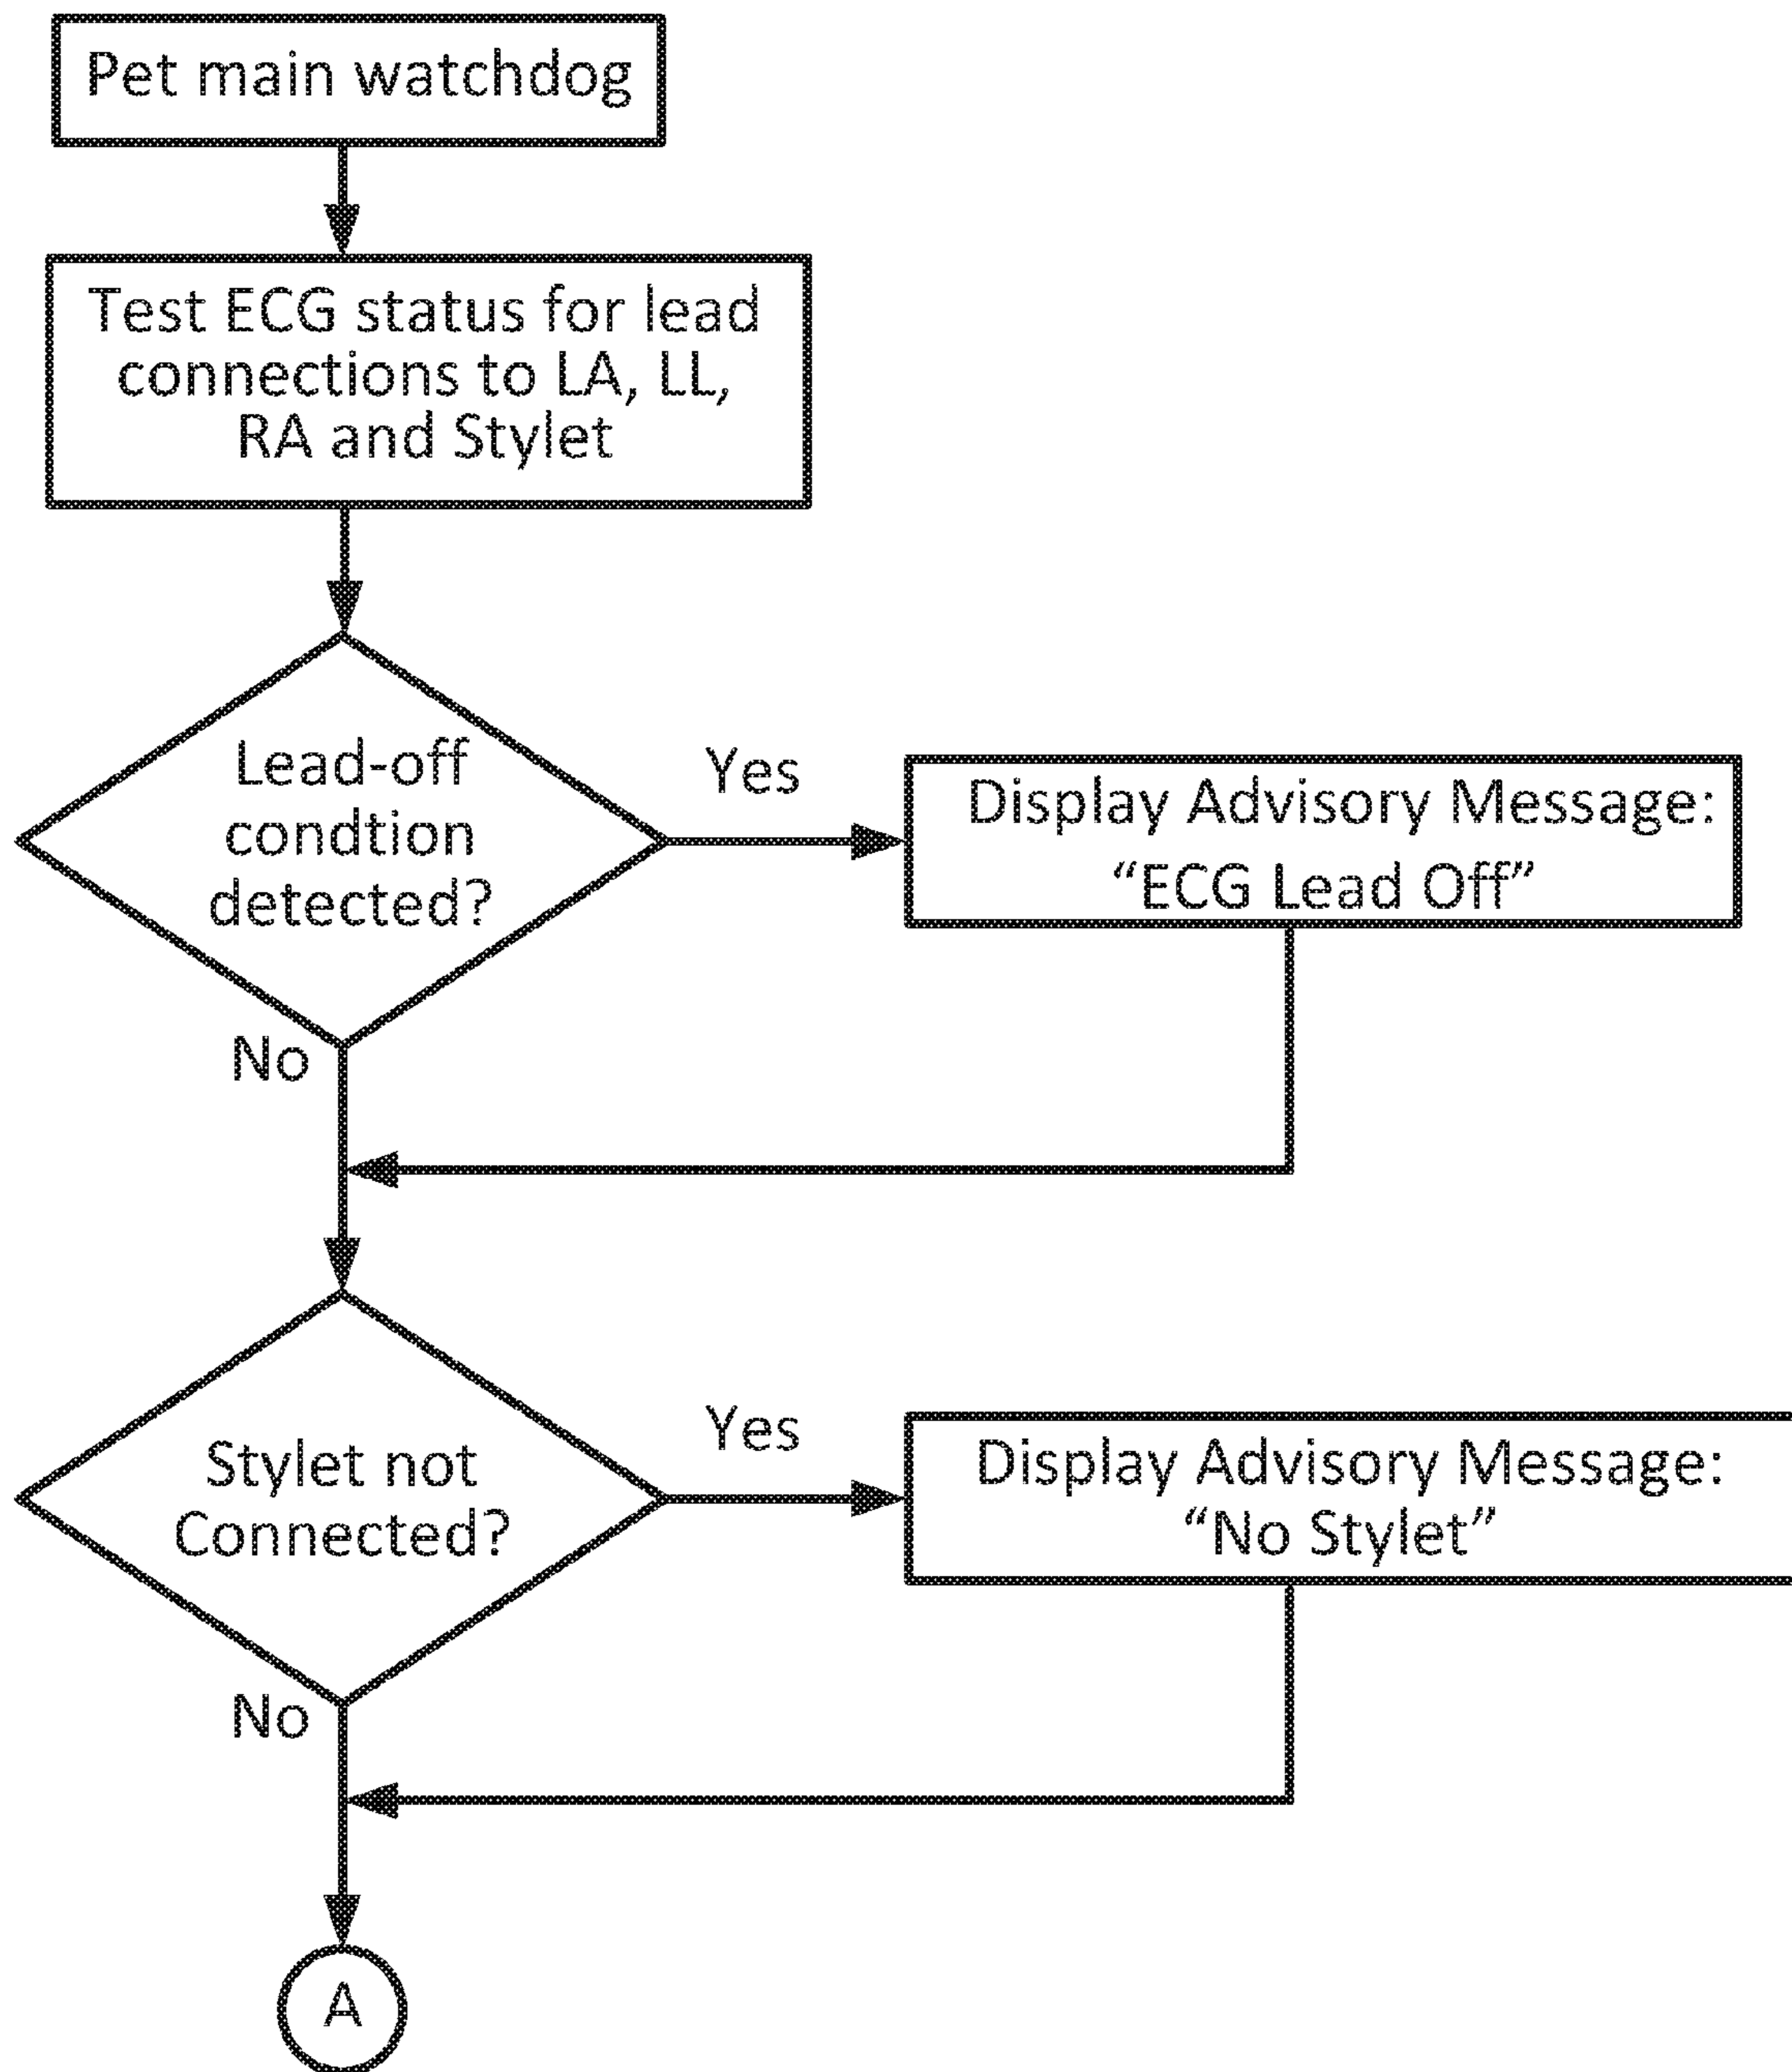 Pet main watchdog
Test ECG status for lead
connections to LA, LL,
RA and Stylet
Lead-off
condtion
detected?
Yes
Display Advisory Message:
“ECG Lead Off”
No
Stylet not
Connected?
Yes
Display Advisory Message:
“No Stylet”
No
A